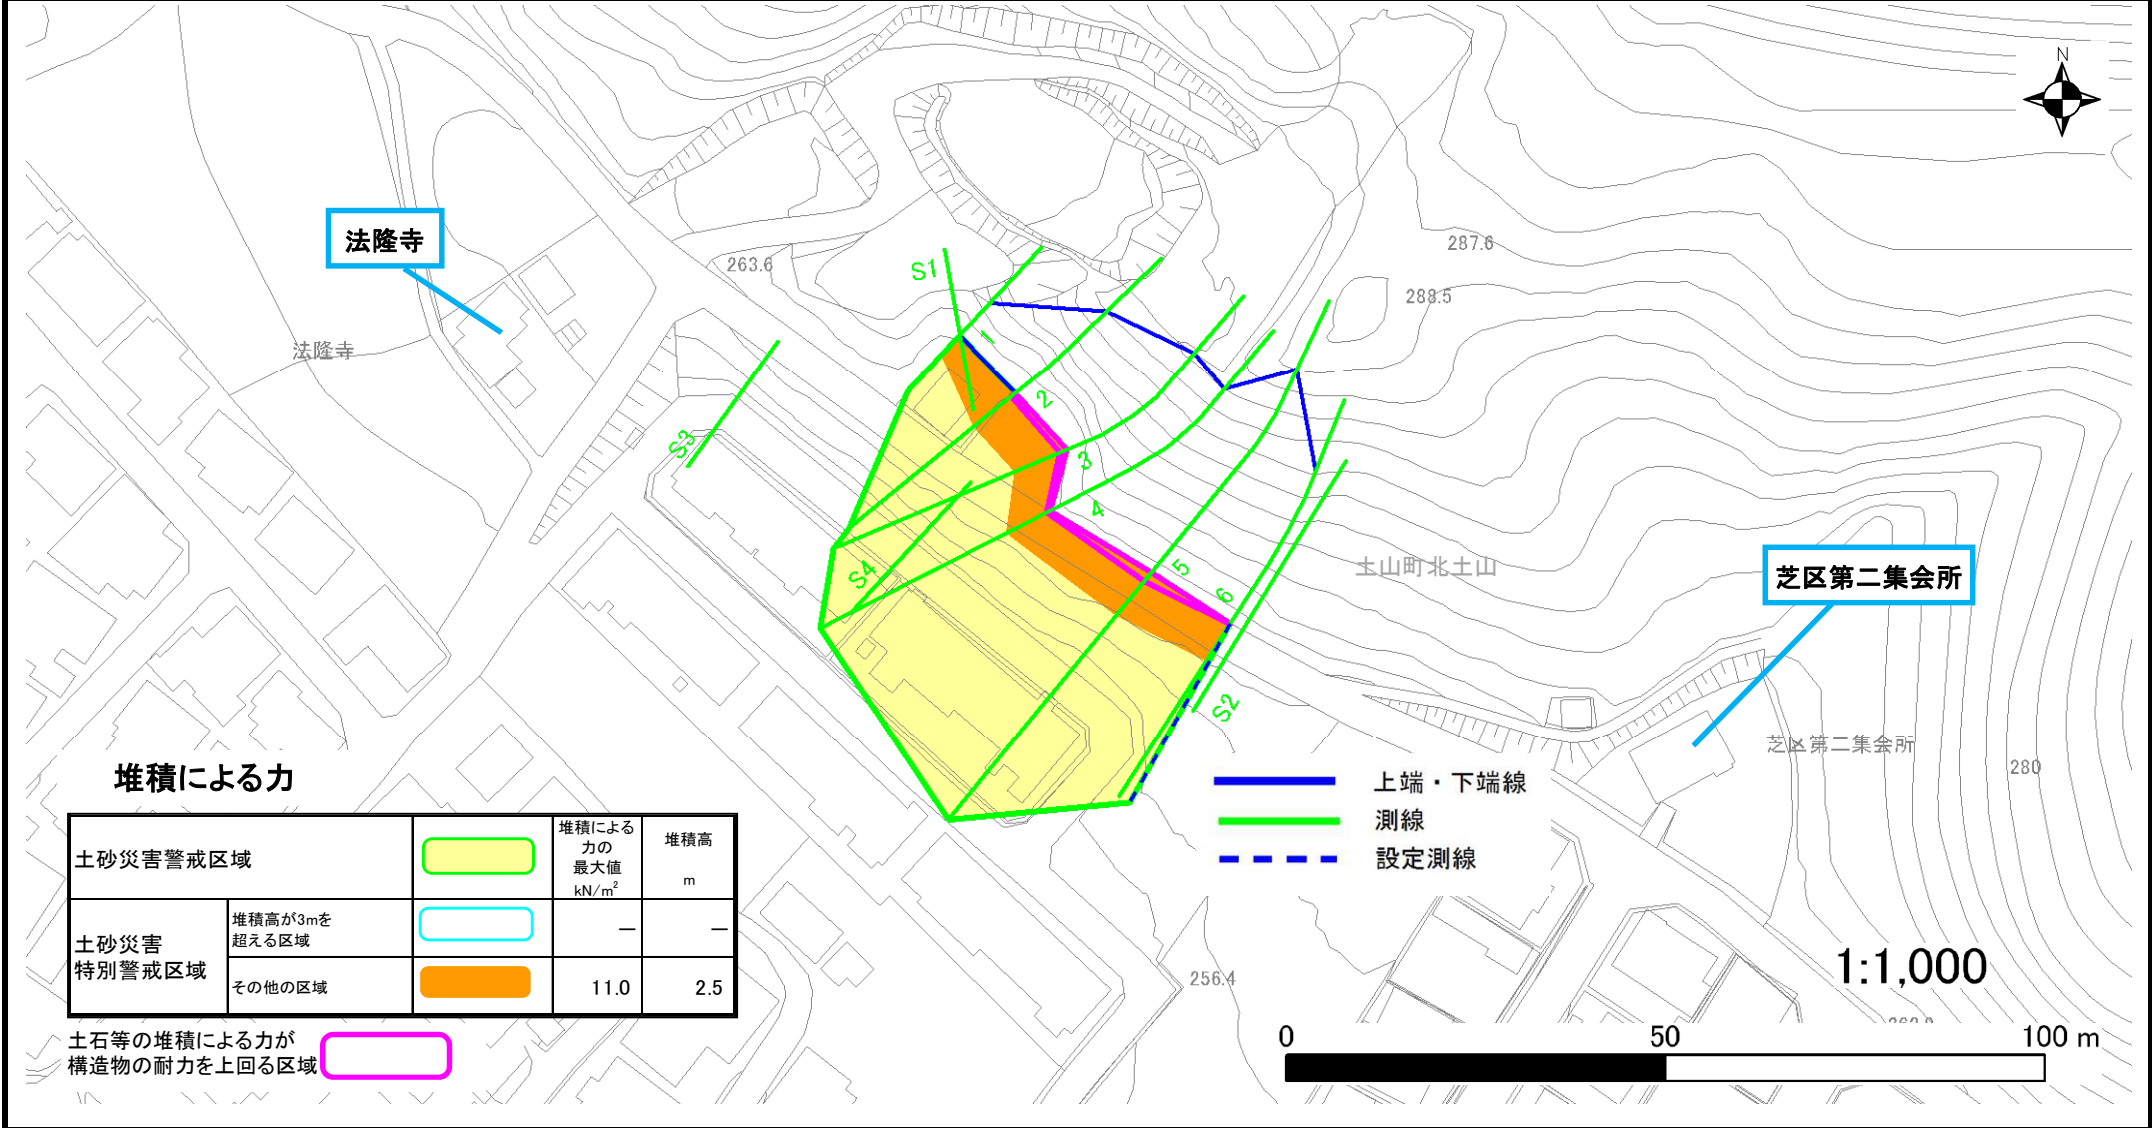 N
法隆寺
263.6
287.6
288.5
S1
法隆寺
1
2
3
4
5
6
S3
S4
S2
土山町北土山
芝区第二集会所
芝区第二集会所
280
256.4
堆積による力
土砂災害警戒区域
堆積による
力の
最大値
kN/m²
堆積高
m
土砂災害
特別警戒区域
堆積高が3mを
超える区域
—
—
その他の区域
11.0
2.5
土石等の堆積による力が
構造物の耐力を上回る区域
上端・下端線
測線
設定測線
1:1,000
0
50
100 m